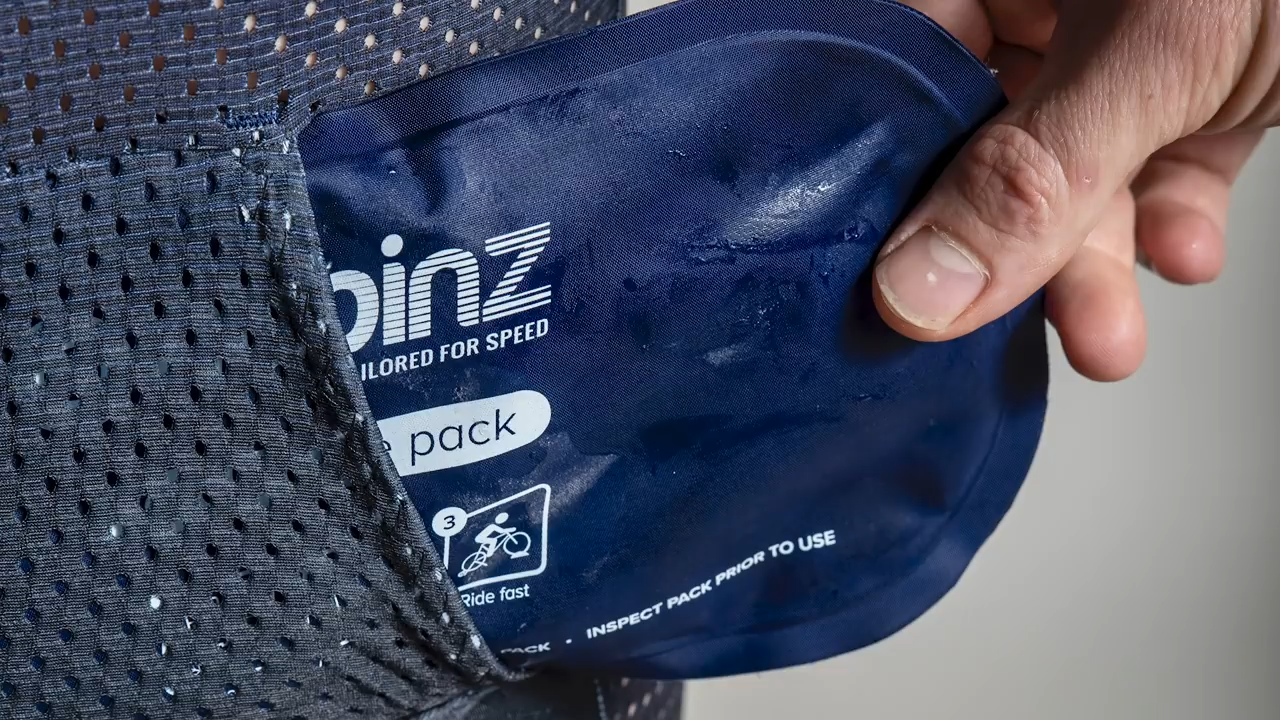 pinz
ILORED FOR SPEED
e pack
3
Ride fast
PACK • INSPECT PACK PRIOR TO USE